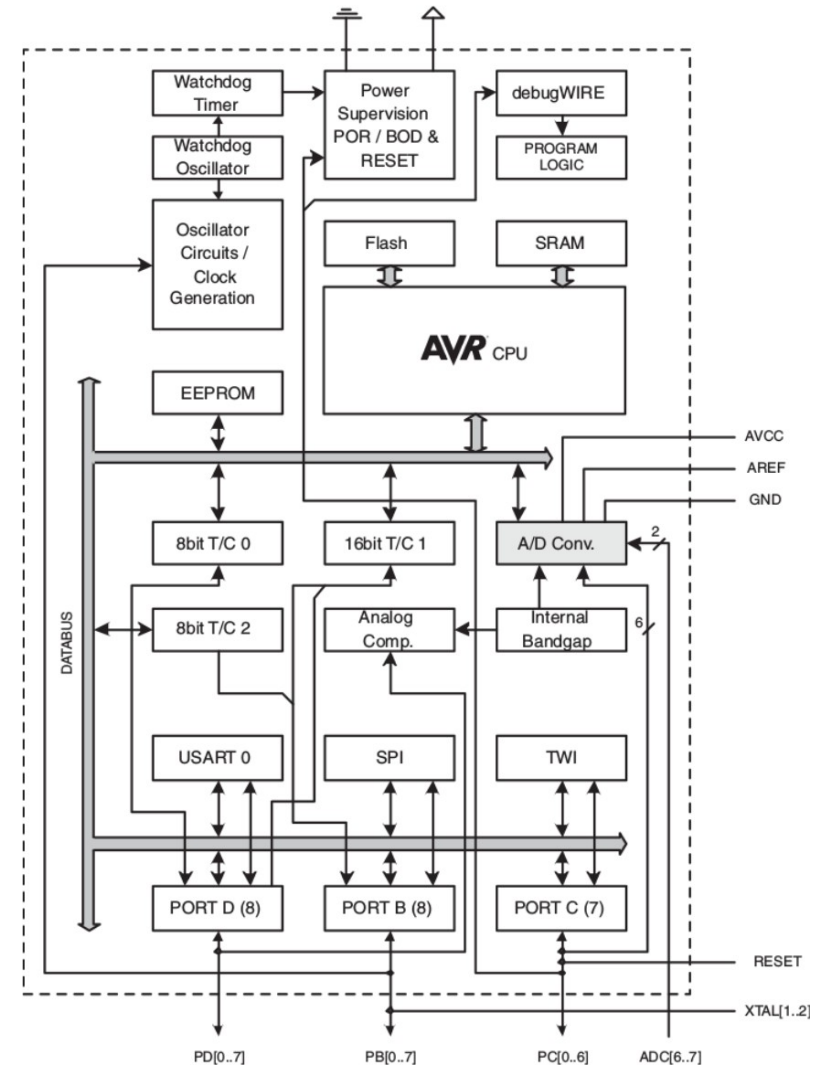 Watchdog
Timer
Power
Supervision
POR / BOD &
RESET
debugWIRE
Watchdog
Oscillator
PROGRAM
LOGIC
Oscillator
Circuits /
Clock
Generation
Flash
SRAM
AVR CPU
EEPROM
AVCC
AREF
GND
8bit T/C 0
16bit T/C 1
A/D Conv.
2
DATABUS
8bit T/C 2
Analog
Comp.
Internal
Bandgap
6
USART 0
SPI
TWI
PORT D (8)
PORT B (8)
PORT C (7)
RESET
XTAL[1..2]
PD[0..7]
PB[0..7]
PC[0..6]
ADC[6..7]